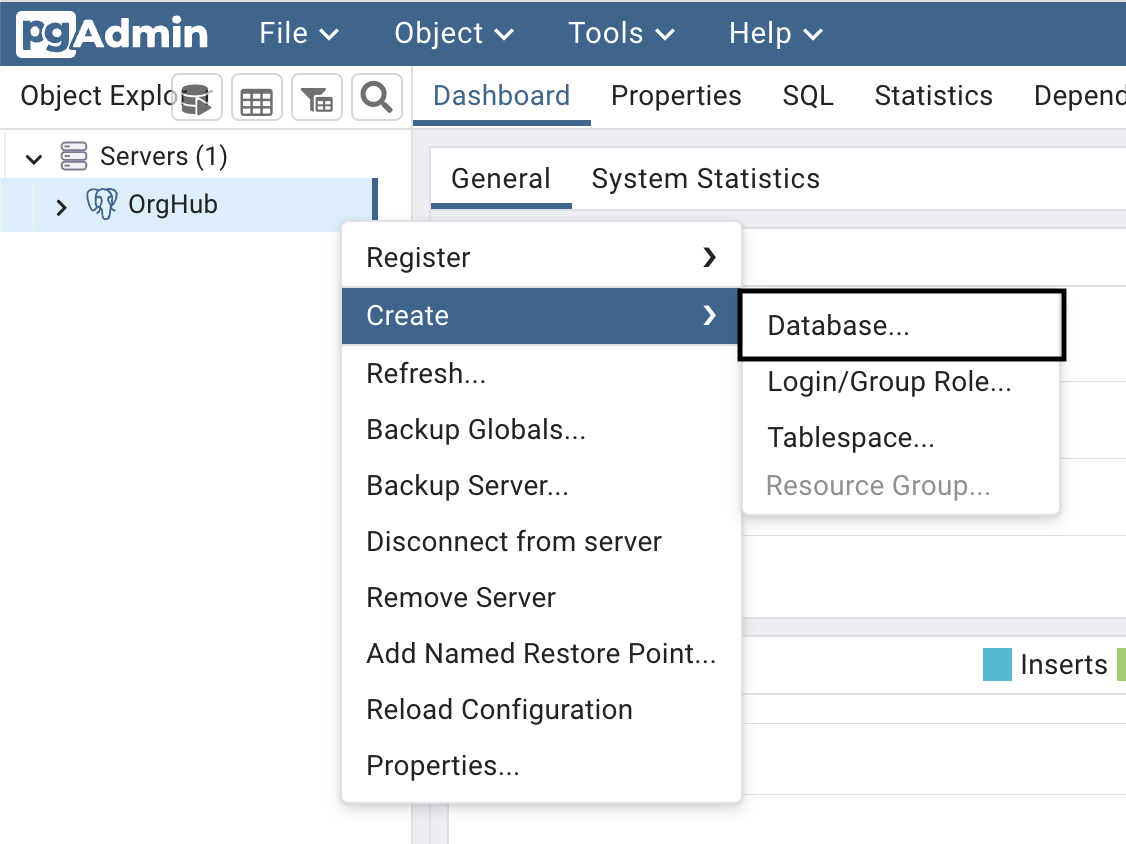 pgAdmin File Object Tools Help
Object Explorer Dashboard Properties SQL Statistics Depend
Servers (1)
General System Statistics
OrgHub
Register
Create
Database...
Login/Group Role...
Tablespace...
Resource Group...
Refresh...
Backup Globals...
Backup Server...
Disconnect from server
Remove Server
Add Named Restore Point...
Inserts
Reload Configuration
Properties...